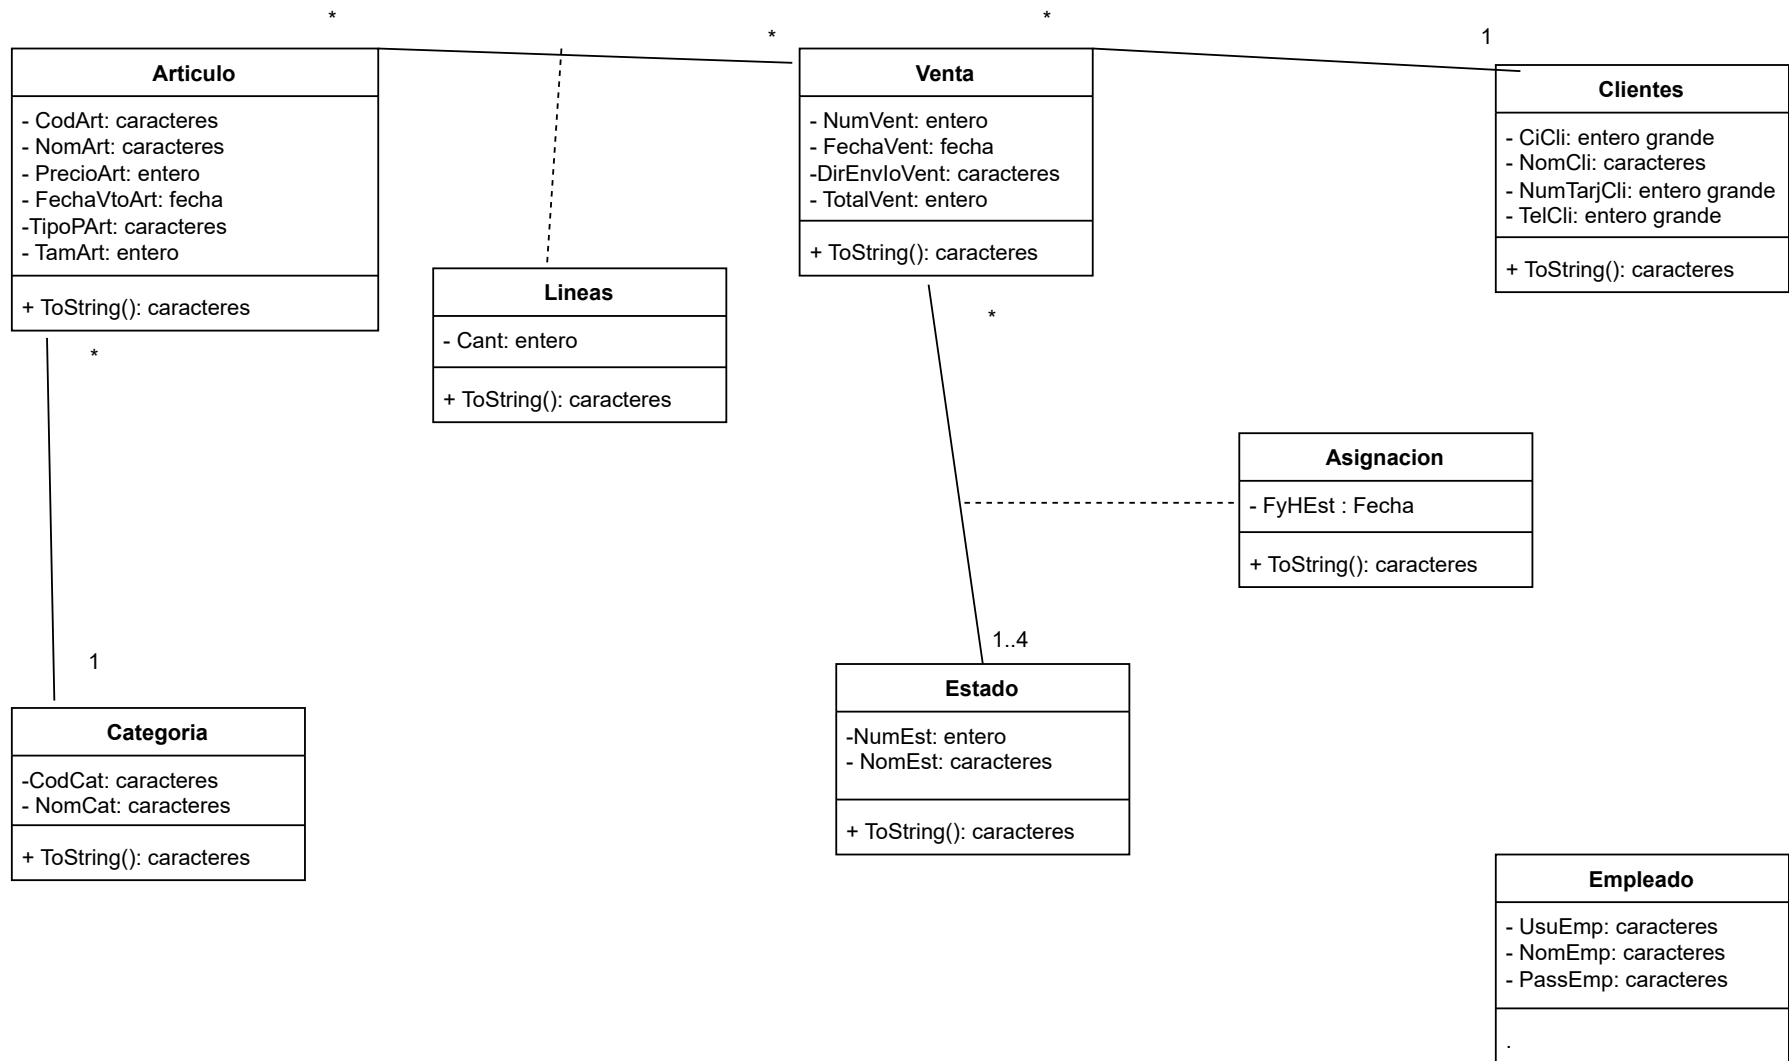 *
*
*
1
Articulo
- CodArt: caracteres
- NomArt: caracteres
- PrecioArt: entero
- FechaVtoArt: fecha
-TipoPArt: caracteres
- TamArt: entero
+ ToString(): caracteres
Venta
- NumVent: entero
- FechaVent: fecha
-DirEnvIoVent: caracteres
- TotalVent: entero
+ ToString(): caracteres
Clientes
- CiCli: entero grande
- NomCli: caracteres
- NumTarjCli: entero grande
- TelCli: entero grande
+ ToString(): caracteres
Lineas
- Cant: entero
+ ToString(): caracteres
*
*
Asignacion
- FyHEst : Fecha
+ ToString(): caracteres
1
1..4
Categoria
-CodCat: caracteres
- NomCat: caracteres
+ ToString(): caracteres
Estado
-NumEst: entero
- NomEst: caracteres
+ ToString(): caracteres
Empleado
- UsuEmp: caracteres
- NomEmp: caracteres
- PassEmp: caracteres
.